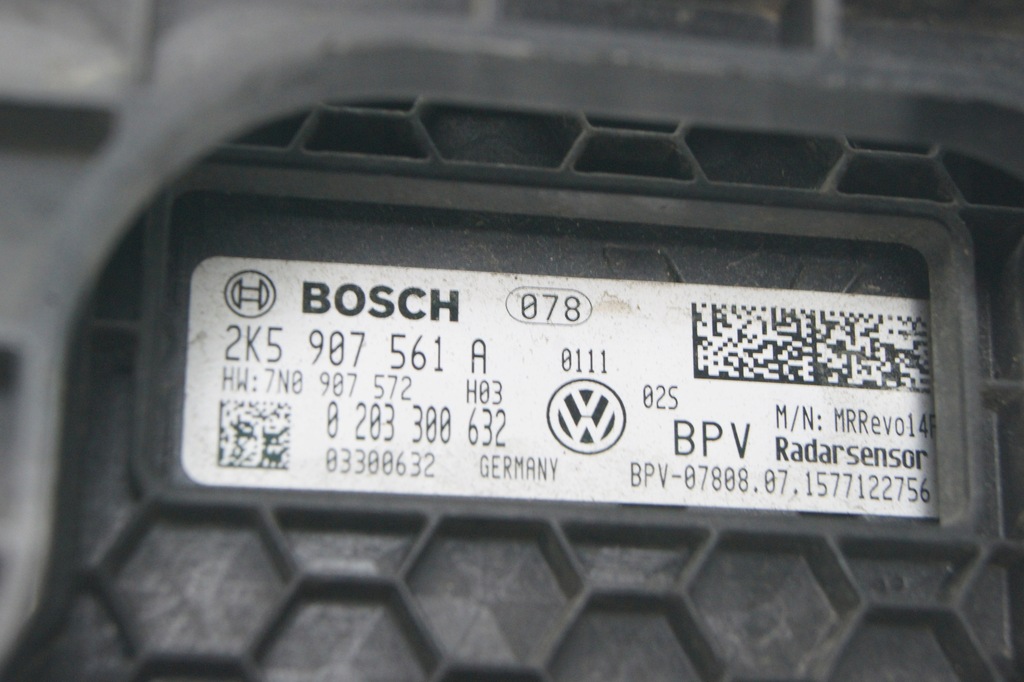 BOSCH 078
2K5 907 561 A 0111
HW:7N0 907 572 H03 02S
0 203 300 632 BPV M/N: MRRevo14F
Radarsensor
03300632 GERMANY BPV-07808.07.1577122756